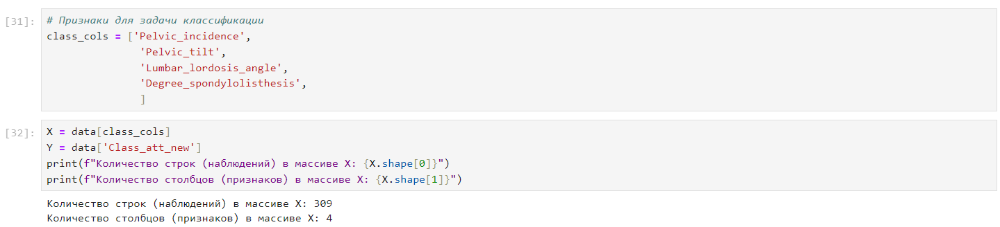 [31]:
# Признаки для задачи классификации
class_cols = ['Pelvic_incidence',
'Pelvic_tilt',
'Lumbar_lordosis_angle',
'Degree_spondylolisthesis',
]
[32]:
X = data[class_cols]
Y = data['Class_att_new']
print(f"Количество строк (наблюдений) в массиве X: {X.shape[0]}")
print(f"Количество столбцов (признаков) в массиве X: {X.shape[1]}")
Количество строк (наблюдений) в массиве X: 309
Количество столбцов (признаков) в массиве X: 4